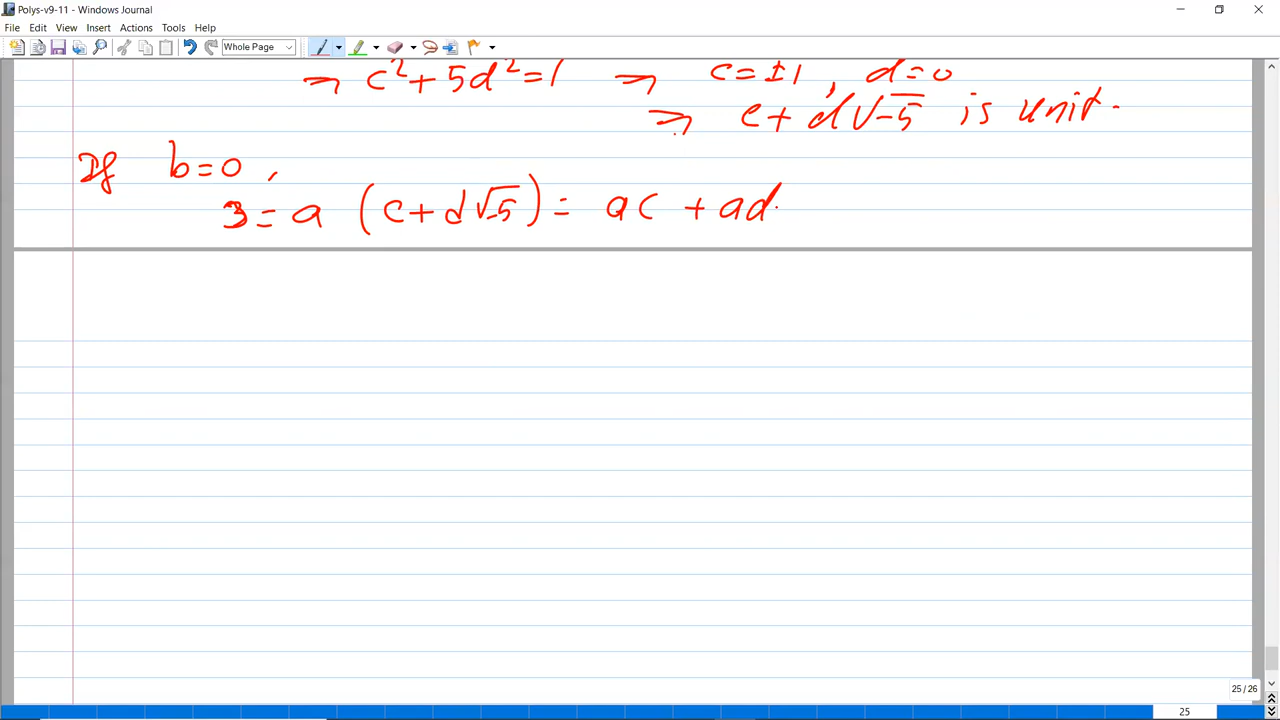 Polys-v9-11 - Windows Journal
File Edit View Insert Actions Tools Help
Whole Page
⇒ c² + 5d² = 1 ⇒ c = ±1, d = 0
⇒ c + d√-5 is unit.
If b = 0,
3 = a (c + d√-5) = ac + ad
25 / 26
25